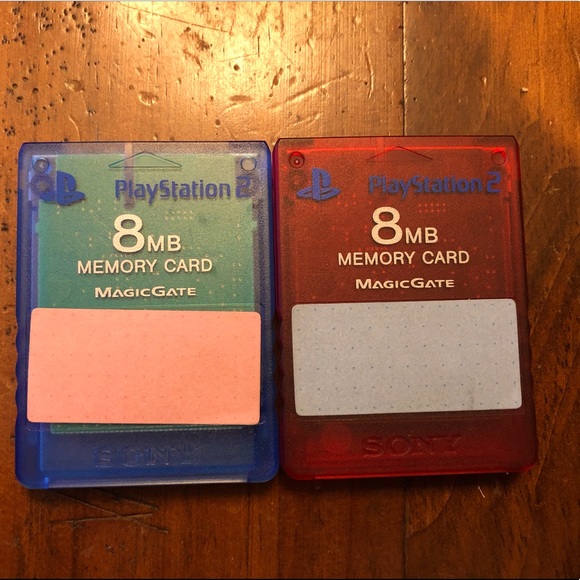 PlayStation 2
8MB
MEMORY CARD
MAGICGATE
SONY
PlayStation 2
8MB
MEMORY CARD
MAGICGATE
SONY